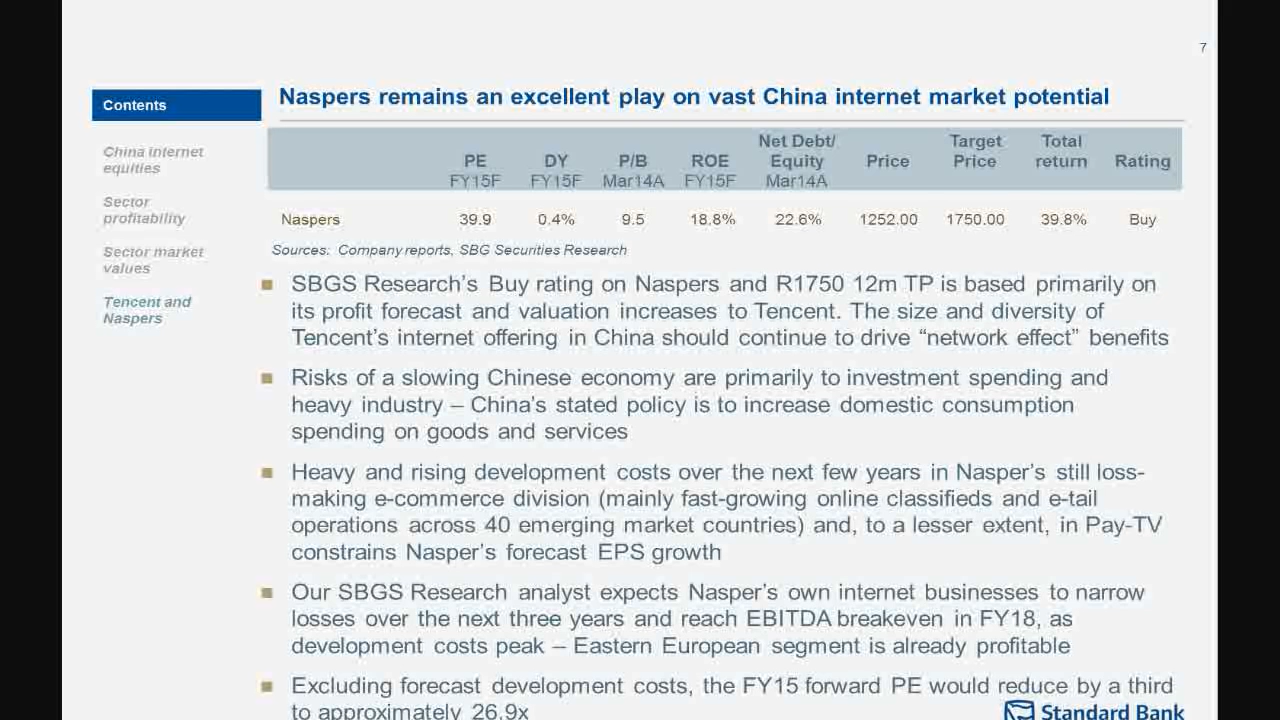 7
Contents
Naspers remains an excellent play on vast China internet market potential
China internet
equities
Sector
profitability
Sector market
values
Tencent and
Naspers
Net Debt/ Target Total
PE DY P/B ROE Equity Price Price return Rating
FY15F FY15F Mar14A FY15F Mar14A
Naspers 39.9 0.4% 9.5 18.8% 22.6% 1252.00 1750.00 39.8% Buy
Sources: Company reports, SBG Securities Research
SBGS Research's Buy rating on Naspers and R1750 12m TP is based primarily on
its profit forecast and valuation increases to Tencent. The size and diversity of
Tencent's internet offering in China should continue to drive “network effect” benefits
Risks of a slowing Chinese economy are primarily to investment spending and
heavy industry – China's stated policy is to increase domestic consumption
spending on goods and services
Heavy and rising development costs over the next few years in Nasper's still loss-
making e-commerce division (mainly fast-growing online classifieds and e-tail
operations across 40 emerging market countries) and, to a lesser extent, in Pay-TV
constrains Nasper's forecast EPS growth
Our SBGS Research analyst expects Nasper's own internet businesses to narrow
losses over the next three years and reach EBITDA breakeven in FY18, as
development costs peak – Eastern European segment is already profitable
Excluding forecast development costs, the FY15 forward PE would reduce by a third
to approximately 26.9x
Standard Bank